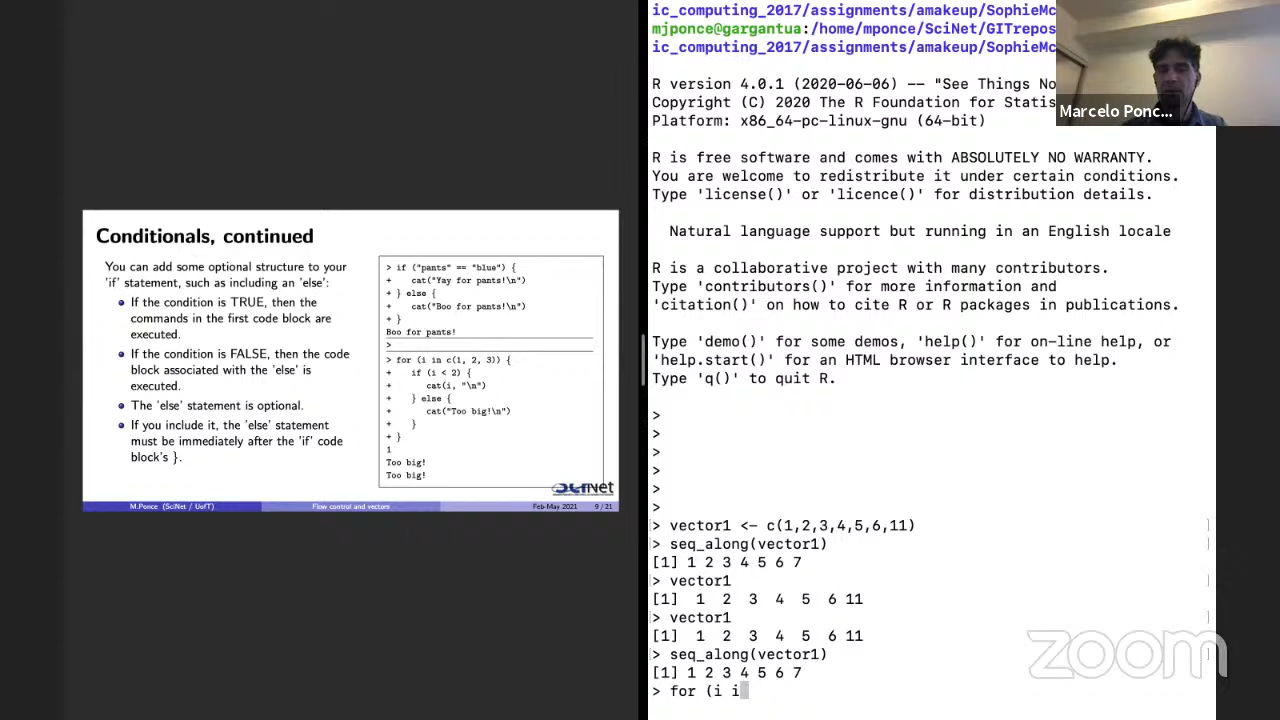 Conditionals, continued
You can add some optional structure to your
'if' statement, such as including an 'else':
If the condition is TRUE, then the
commands in the first code block are
executed.
If the condition is FALSE, then the code
block associated with the 'else' is
executed.
The 'else' statement is optional.
If you include it, the 'else' statement
must be immediately after the 'if' code
block's }.
> if ("pants" == "blue") {
+ cat("Yay for pants!\n")
+ } else {
+ cat("Boo for pants!\n")
+ }
Boo for pants!
>
> for (i in c(1, 2, 3)) {
+ if (i < 2) {
+ cat(i, "\n")
+ } else {
+ cat("Too big!\n")
+ }
+ }
1
Too big!
Too big!
SciNet
M.Ponce (SciNet / UofT) Flow control and vectors Feb-May 2021 9 / 21
ic_computing_2017/assignments/amakeup/SophieMc
mjponce@gargantua:/home/mponce/SciNet/GITrepos
ic_computing_2017/assignments/amakeup/SophieMc
R version 4.0.1 (2020-06-06) -- "See Things No
Copyright (C) 2020 The R Foundation for Statis
Platform: x86_64-pc-linux-gnu (64-bit)
R is free software and comes with ABSOLUTELY NO WARRANTY.
You are welcome to redistribute it under certain conditions.
Type 'license()' or 'licence()' for distribution details.
Natural language support but running in an English locale
R is a collaborative project with many contributors.
Type 'contributors()' for more information and
'citation()' on how to cite R or R packages in publications.
Type 'demo()' for some demos, 'help()' for on-line help, or
'help.start()' for an HTML browser interface to help.
Type 'q()' to quit R.
>
>
>
>
>
>
> vector1 <- c(1,2,3,4,5,6,11)
> seq_along(vector1)
[1] 1 2 3 4 5 6 7
> vector1
[1] 1 2 3 4 5 6 11
> vector1
[1] 1 2 3 4 5 6 11
> seq_along(vector1)
[1] 1 2 3 4 5 6 7
> for (i i
Marcelo Ponc...
zoom